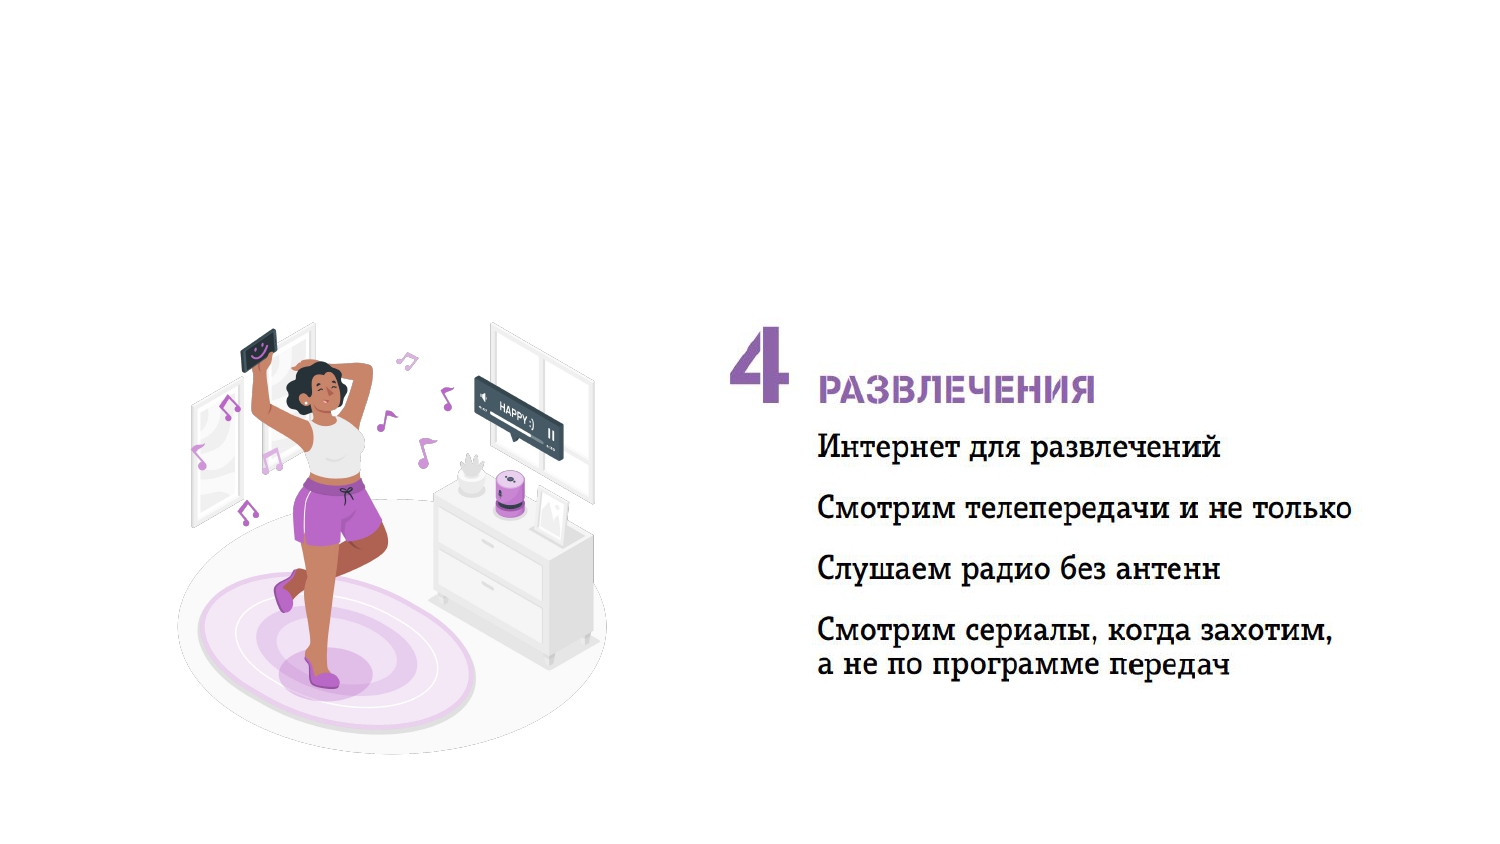 HAPPY :)
4 РАЗВЛЕЧЕНИЯ
Интернет для развлечений
Смотрим телепередачи и не только
Слушаем радио без антенн
Смотрим сериалы, когда захотим,
а не по программе передач